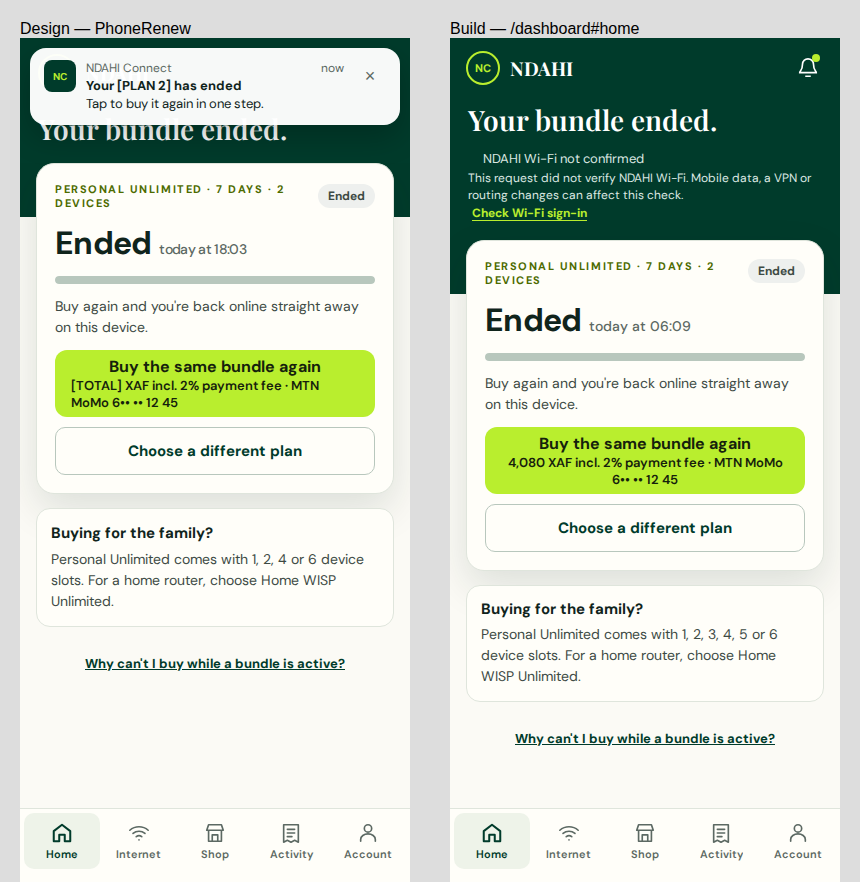 Design — PhoneRenew
NC
NDAHI Connect
now
×
Your [PLAN 2] has ended
Tap to buy it again in one step.
Your bundle ended.
PERSONAL UNLIMITED · 7 DAYS · 2
DEVICES
Ended
Ended today at 18:03
Buy again and you're back online straight away
on this device.
Buy the same bundle again
[TOTAL] XAF incl. 2% payment fee · MTN
MoMo 6•• •• 12 45
Choose a different plan
Buying for the family?
Personal Unlimited comes with 1, 2, 4 or 6 device
slots. For a home router, choose Home WISP
Unlimited.
Why can't I buy while a bundle is active?
Home
Internet
Shop
Activity
Account
Build — /dashboard#home
NC
NDAHI
Your bundle ended.
NDAHI Wi-Fi not confirmed
This request did not verify NDAHI Wi-Fi. Mobile data, a VPN or
routing changes can affect this check.
Check Wi-Fi sign-in
PERSONAL UNLIMITED · 7 DAYS · 2
DEVICES
Ended
Ended today at 06:09
Buy again and you're back online straight away
on this device.
Buy the same bundle again
4,080 XAF incl. 2% payment fee · MTN MoMo
6•• •• 12 45
Choose a different plan
Buying for the family?
Personal Unlimited comes with 1, 2, 3, 4, 5 or 6
device slots. For a home router, choose Home
WISP Unlimited.
Why can't I buy while a bundle is active?
Home
Internet
Shop
Activity
Account